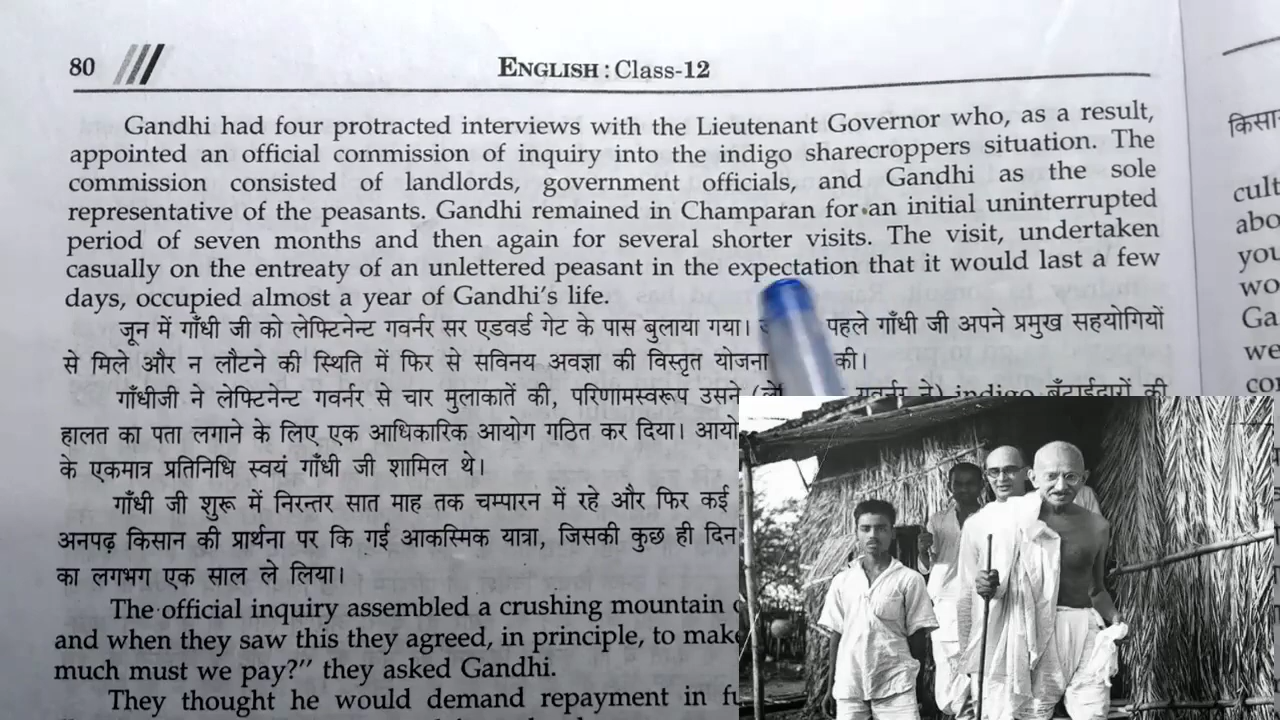 80
ENGLISH : Class-12
Gandhi had four protracted interviews with the Lieutenant Governor who, as a result,
appointed an official commission of inquiry into the indigo sharecroppers situation. The
commission consisted of landlords, government officials, and Gandhi as the sole
representative of the peasants. Gandhi remained in Champaran for an initial uninterrupted
period of seven months and then again for several shorter visits. The visit, undertaken
casually on the entreaty of an unlettered peasant in the expectation that it would last a few
days, occupied almost a year of Gandhi's life.
जून में गाँधी जी को लेफ्टिनेन्ट गवर्नर सर एडवर्ड गेट के पास बुलाया गया। पहले गाँधी जी अपने प्रमुख सहयोगियों
से मिले और न लौटने की स्थिति में फिर से सविनय अवज्ञा की विस्तृत योजना की।
गाँधीजी ने लेफ्टिनेन्ट गवर्नर से चार मुलाकातें की, परिणामस्वरूप उसने गवर्नर ने) indigo बँटाईदारों की
हालत का पता लगाने के लिए एक आधिकारिक आयोग गठित कर दिया।
के एकमात्र प्रतिनिधि स्वयं गाँधी जी शामिल थे।
गाँधी जी शुरू में निरन्तर सात माह तक चम्पारन में रहे और फिर कई
अनपढ़ किसान की प्रार्थना पर कि गई आकस्मिक यात्रा, जिसकी कुछ ही दिन
का लगभग एक साल ले लिया।
The official inquiry assembled a crushing mountain
and when they saw this they agreed, in principle, to make
much must we pay?" they asked Gandhi.
They thought he would demand repayment in